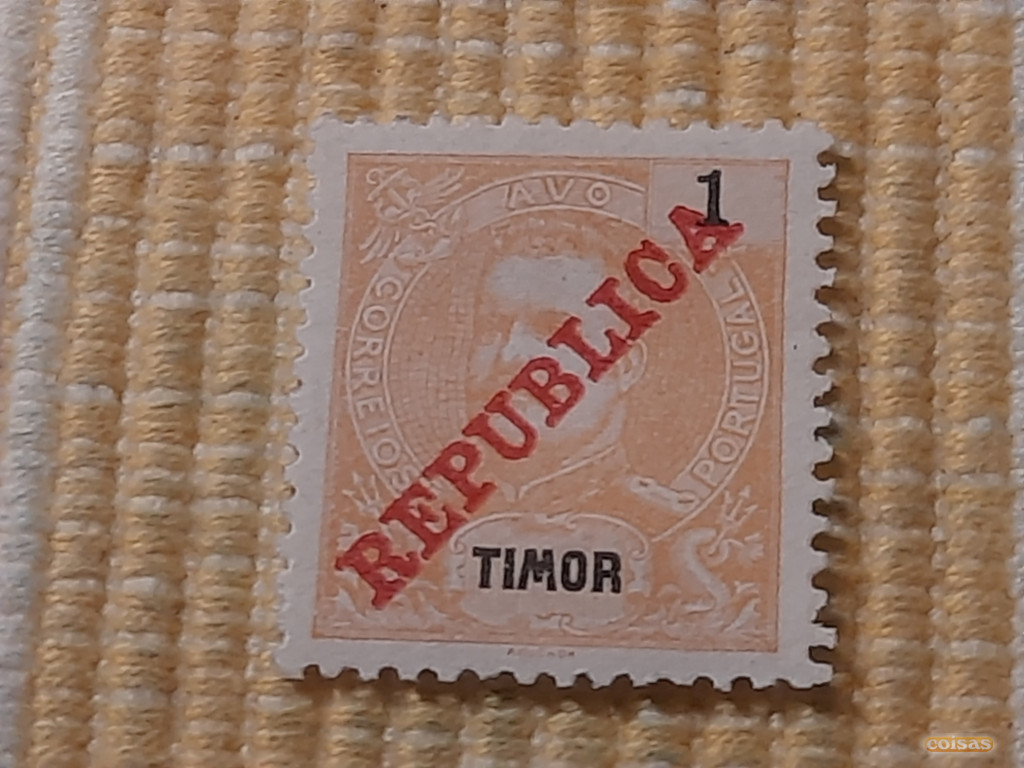 AVO
1
CORREIOS
PORTUGAL
REPUBLICA
TIMOR
coisas